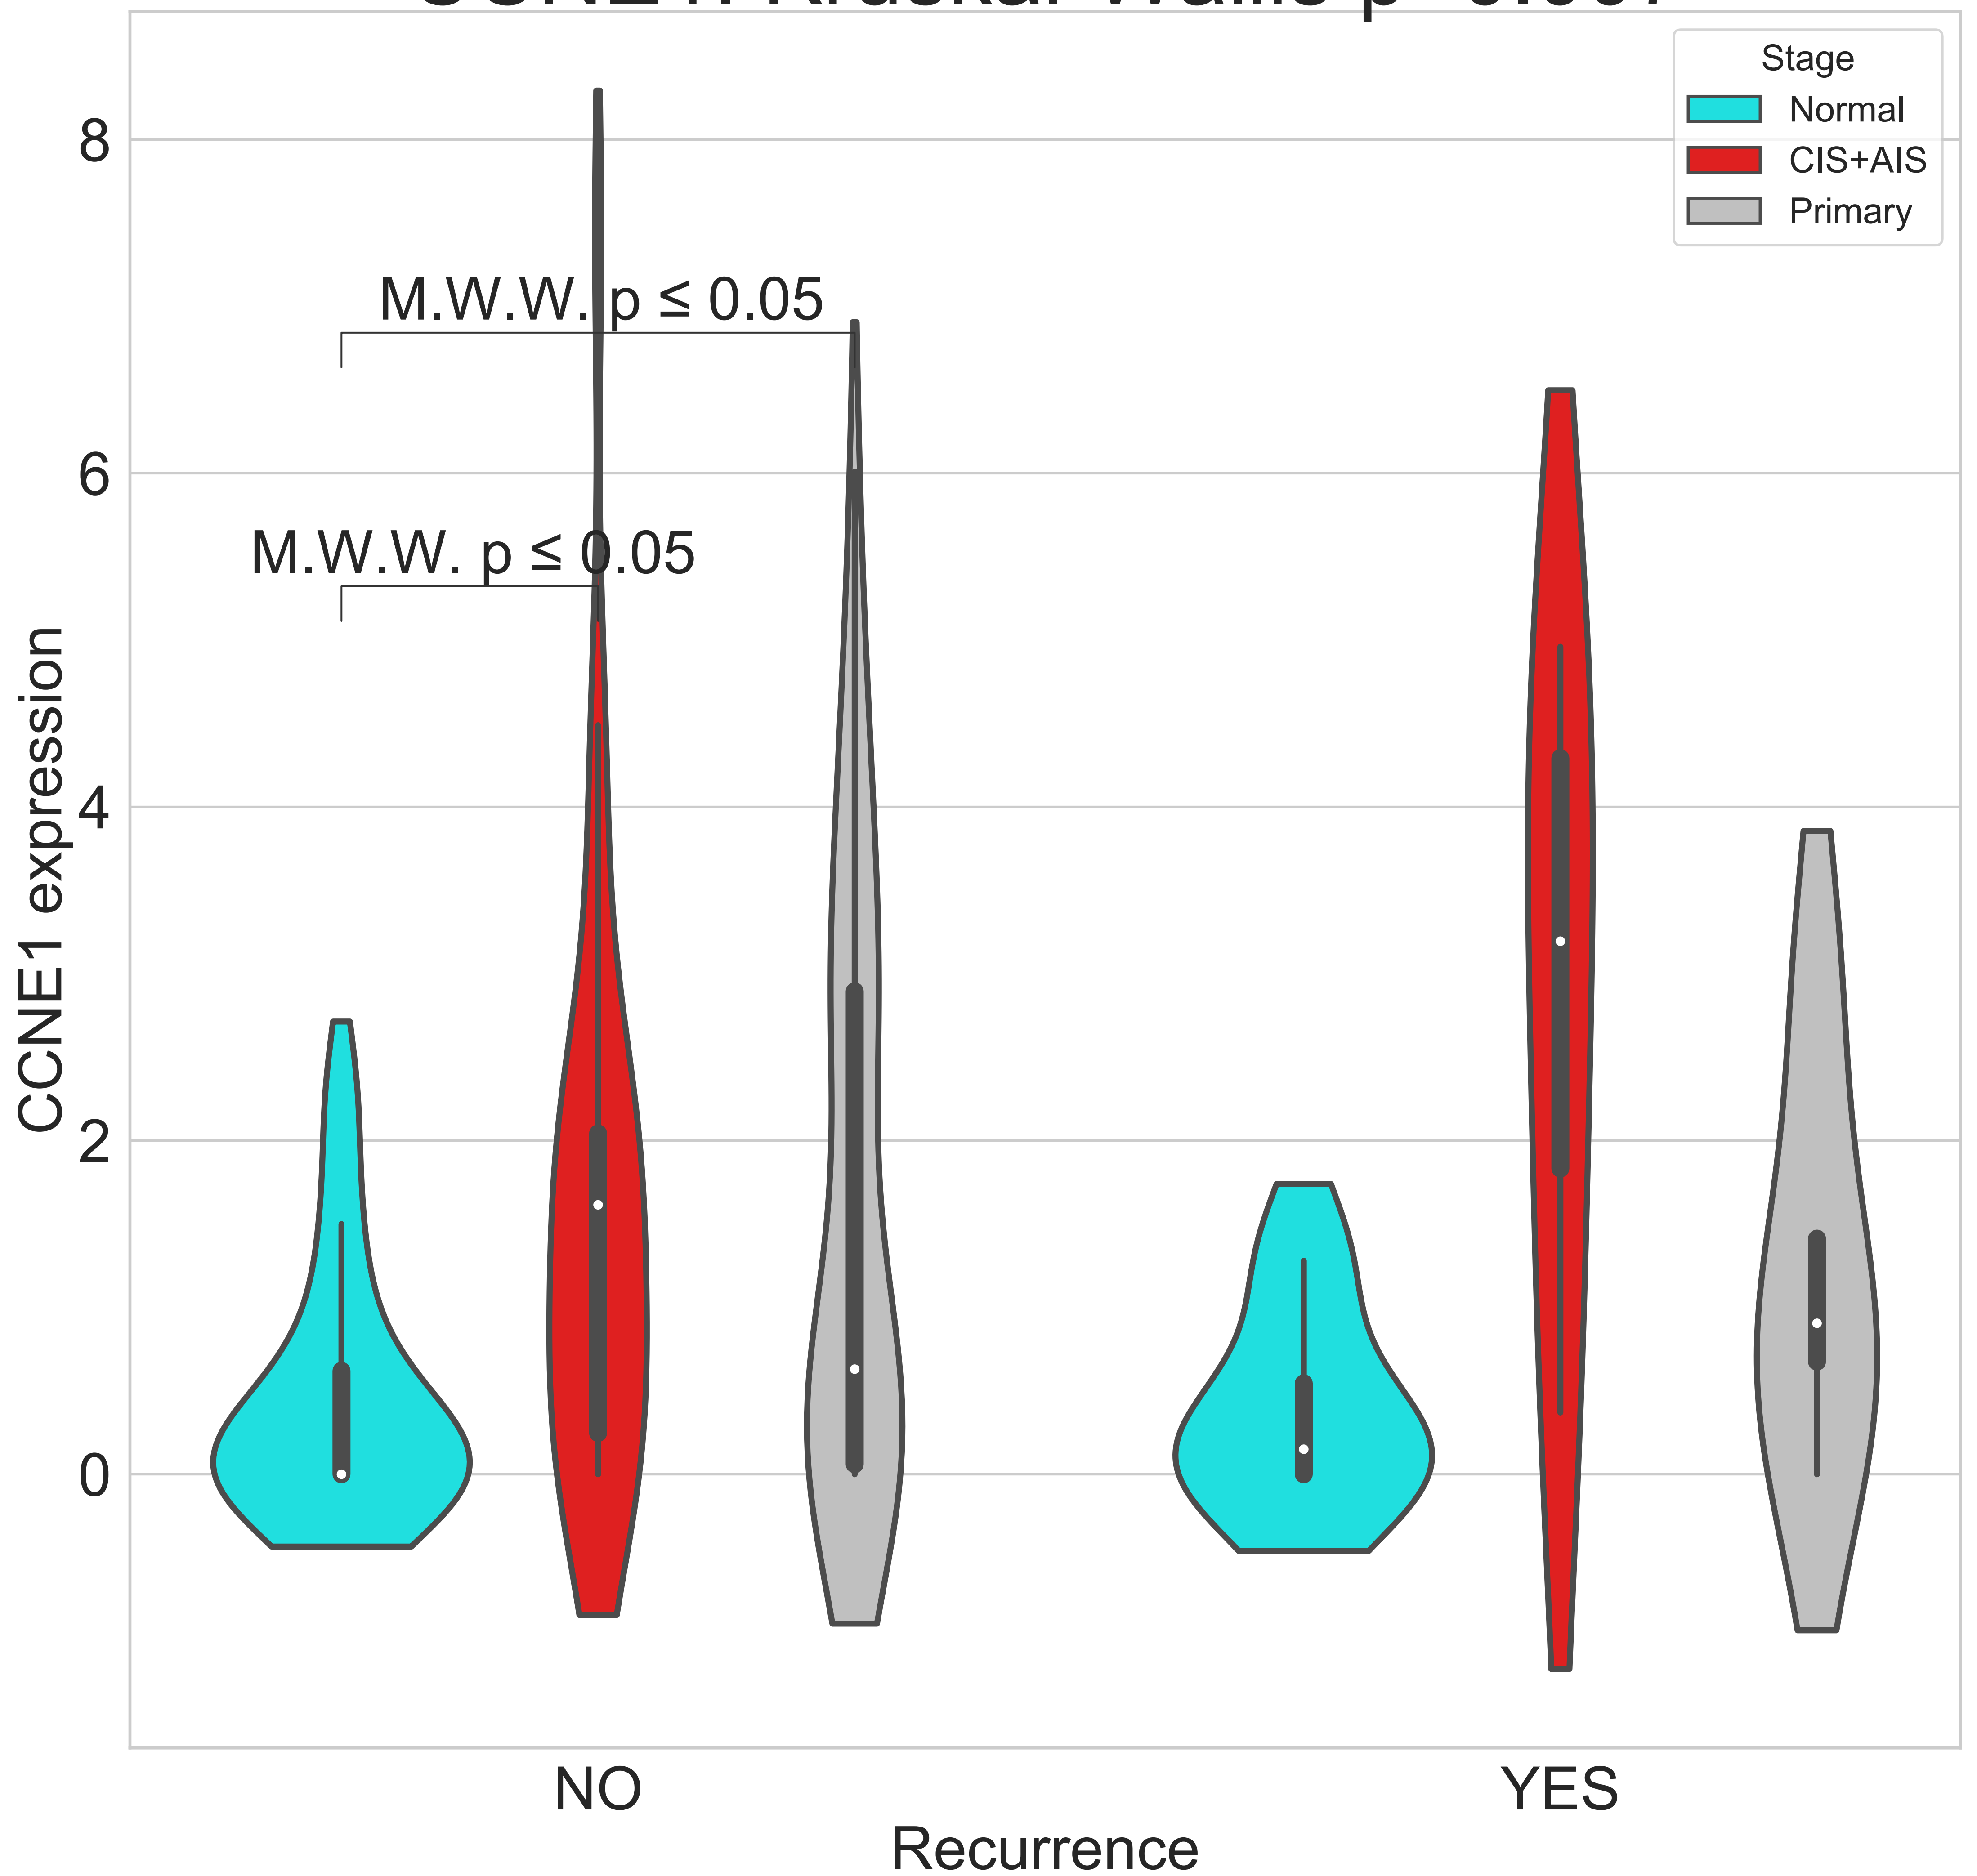 Stage
Normal
CIS+AIS
Primary
8
M.W.W. p ≤ 0.05
6
M.W.W. p ≤ 0.05
4
2
0
CCNE1 expression
NO
YES
Recurrence